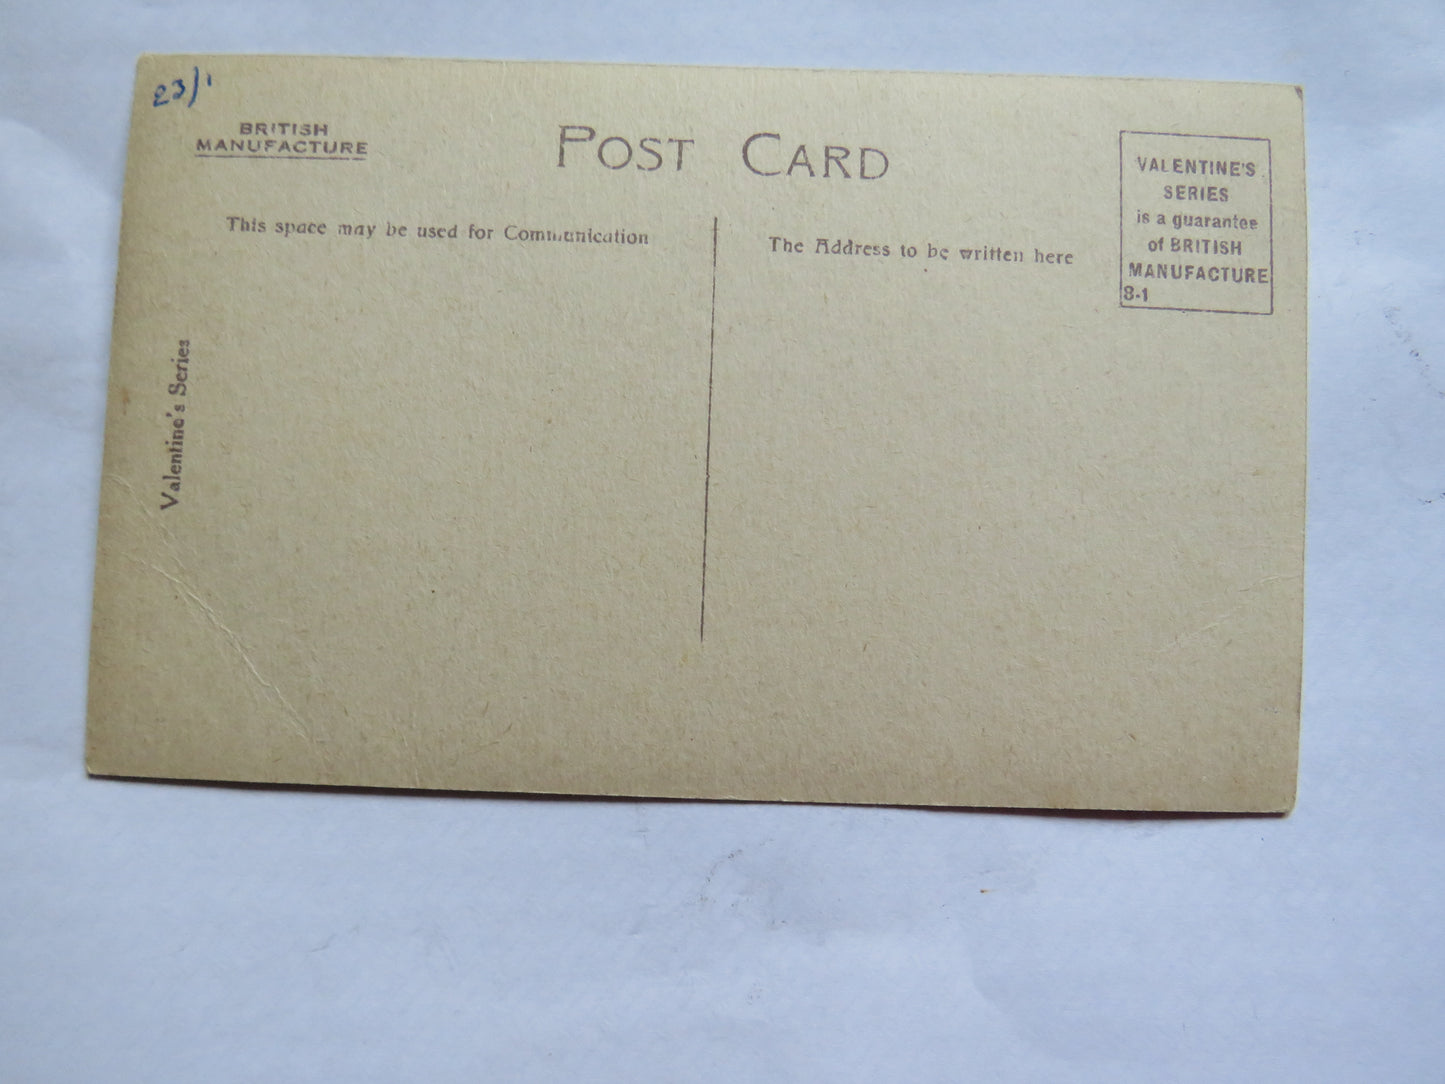 23/1
BRITISH
MANUFACTURE
POST CARD
VALENTINE'S
SERIES
is a guarantee
of BRITISH
MANUFACTURE
8-1
This space may be used for Communication
The Address to be written here
Valentine's Series